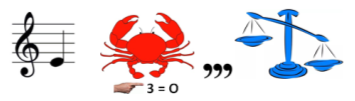 ,,,
3 = O